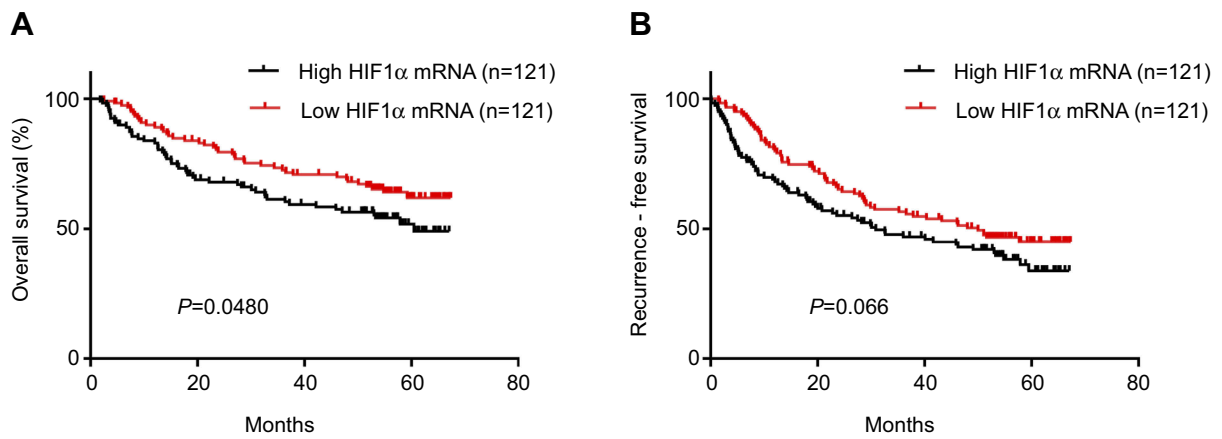 A
High HIF1α mRNA (n=121)
Low HIF1α mRNA (n=121)
Overall survival (%)
100
50
0
P=0.0480
0 20 40 60 80
Months
B
High HIF1α mRNA (n=121)
Low HIF1α mRNA (n=121)
Recurrence - free survival
100
50
0
P=0.066
0 20 40 60 80
Months